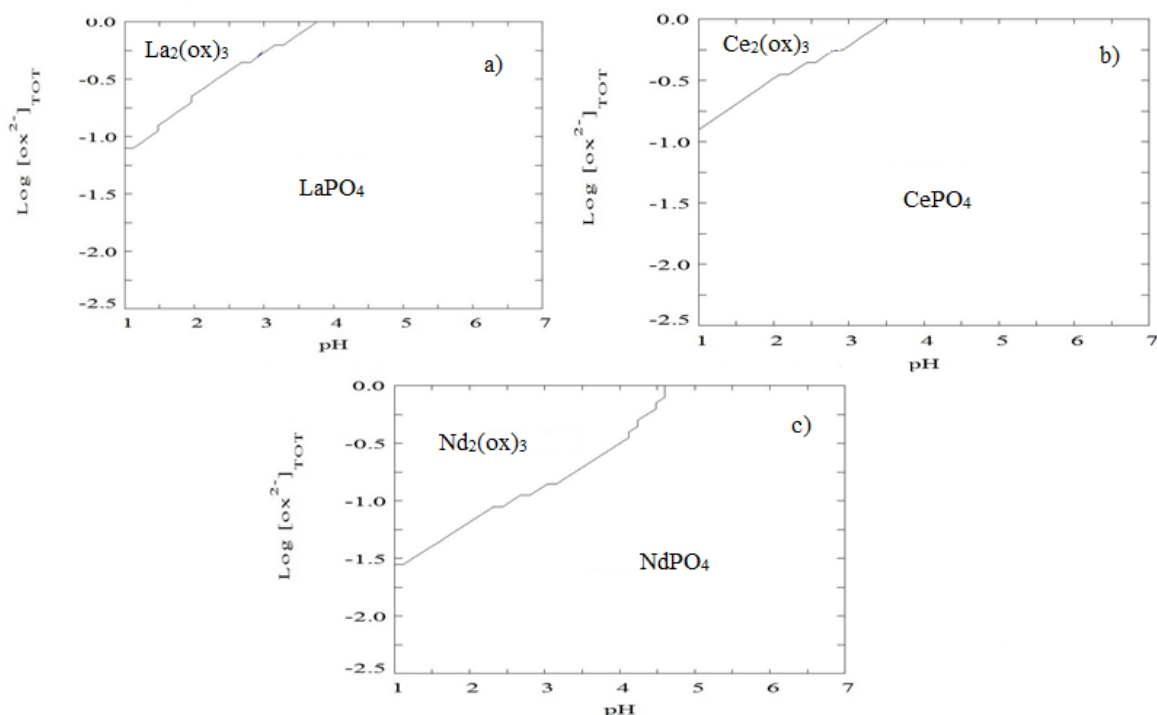 a)
La₂(ox)₃
LaPO₄
Log [ox²⁻]TOT
0.0
-0.5
-1.0
-1.5
-2.0
-2.5
1 2 3 4 5 6 7
pH
b)
Ce₂(ox)₃
CePO₄
Log [ox²⁻]TOT
0.0
-0.5
-1.0
-1.5
-2.0
-2.5
1 2 3 4 5 6 7
pH
c)
Nd₂(ox)₃
NdPO₄
Log [ox²⁻]TOT
0.0
-0.5
-1.0
-1.5
-2.0
-2.5
1 2 3 4 5 6 7
pH